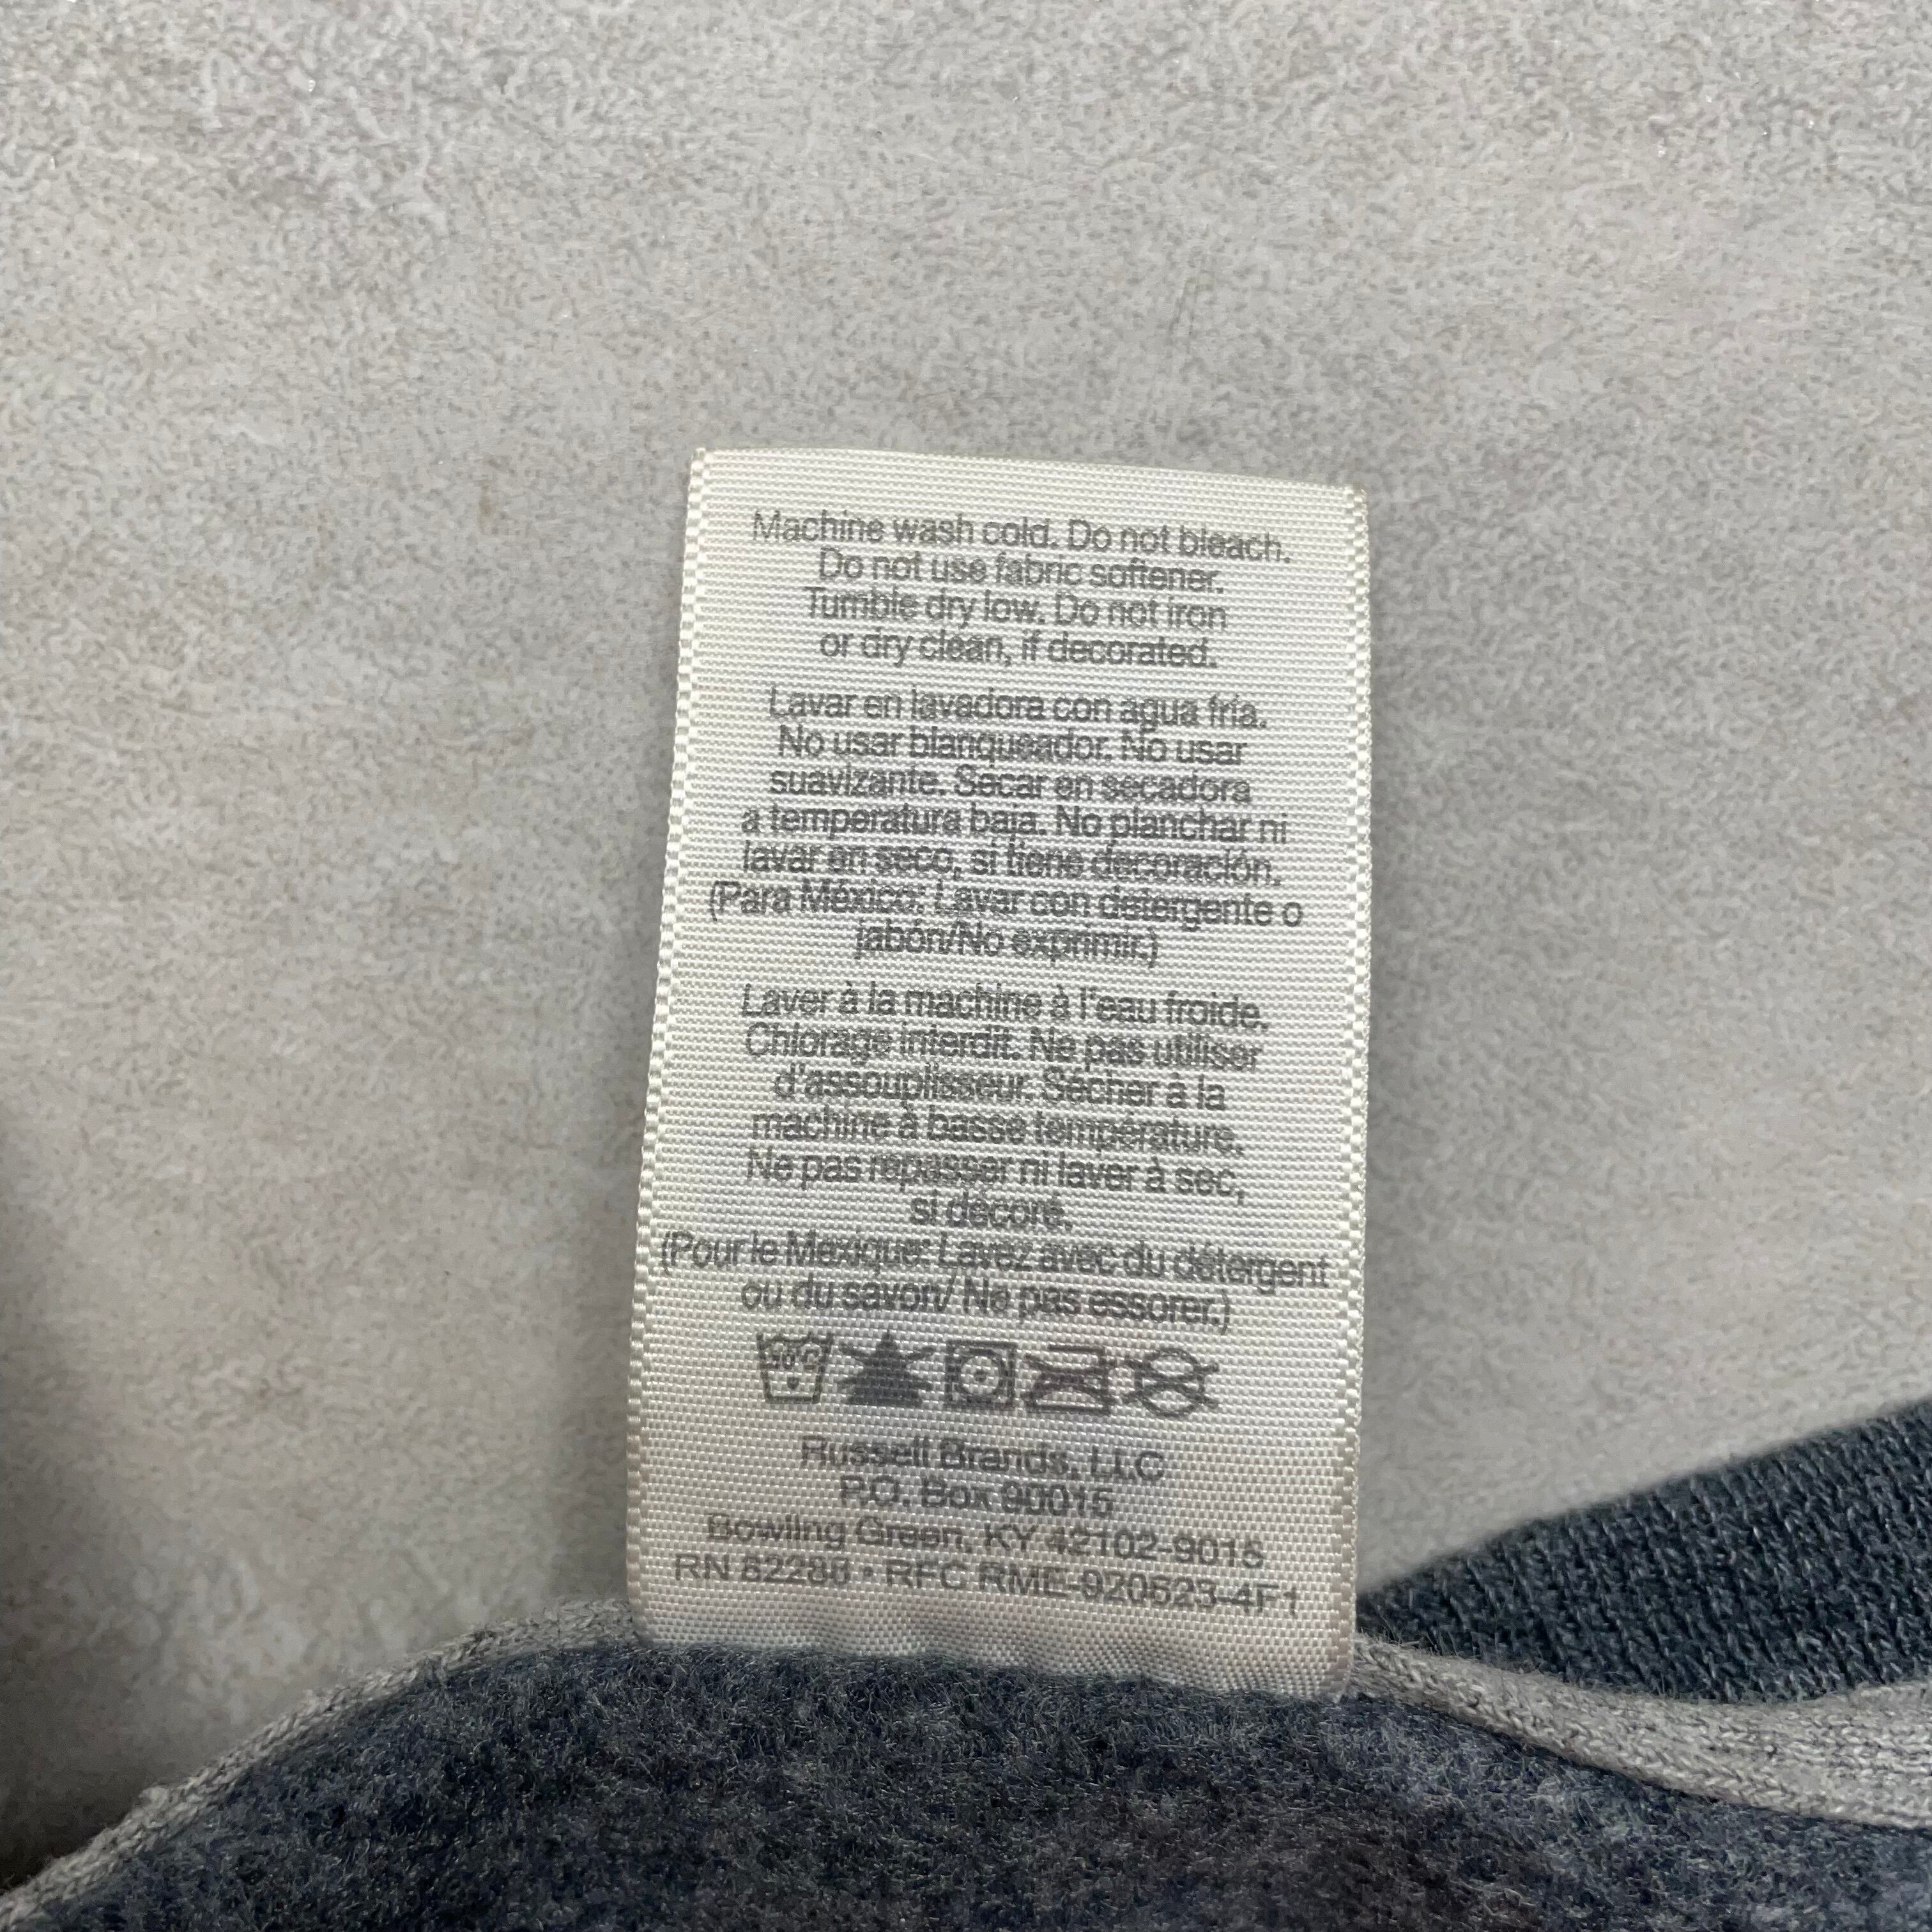 Machine wash cold. Do not bleach.
Do not use fabric softener.
Tumble dry low. Do not iron
or dry clean, if decorated.
Lavar en lavadora con agua fría.
No usar blanqueador. No usar
suavizante. Secar en secadora
a temperatura baja. No planchar ni
lavar en seco, si tiene decoración.
(Para México: Lavar con detergente o
jabón/No exprimir.)
Laver à la machine à l'eau froide.
Chlorage interdit. Ne pas utiliser
d'assouplisseur. Sécher à la
machine à basse température.
Ne pas repasser ni laver à sec,
si décoré.
(Pour le Mexique: Lavez avec du détergent
ou du savon/ Ne pas essorer.)
30°C
Russell Brands, LLC
P.O. Box 90015
Bowling Green, KY 42102-9015
RN 62286 • RFC RME-920623-4F1